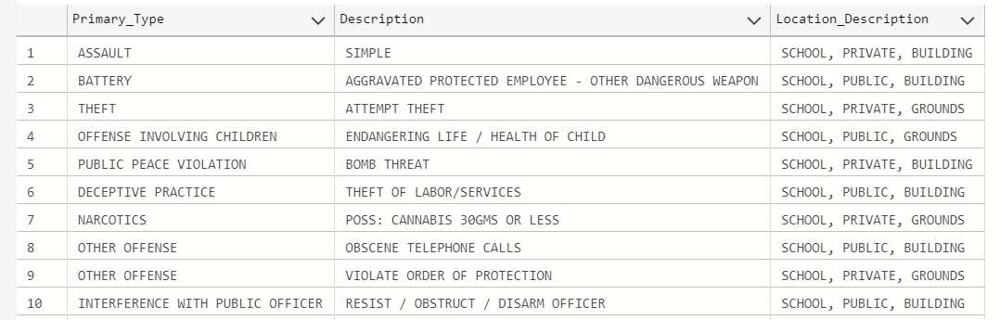 Primary_Type Description Location_Description
1 ASSAULT SIMPLE SCHOOL, PRIVATE, BUILDING
2 BATTERY AGGRAVATED PROTECTED EMPLOYEE - OTHER DANGEROUS WEAPON SCHOOL, PUBLIC, BUILDING
3 THEFT ATTEMPT THEFT SCHOOL, PRIVATE, GROUNDS
4 OFFENSE INVOLVING CHILDREN ENDANGERING LIFE / HEALTH OF CHILD SCHOOL, PUBLIC, GROUNDS
5 PUBLIC PEACE VIOLATION BOMB THREAT SCHOOL, PRIVATE, BUILDING
6 DECEPTIVE PRACTICE THEFT OF LABOR/SERVICES SCHOOL, PUBLIC, BUILDING
7 NARCOTICS POSS: CANNABIS 30GMS OR LESS SCHOOL, PRIVATE, GROUNDS
8 OTHER OFFENSE OBSCENE TELEPHONE CALLS SCHOOL, PUBLIC, BUILDING
9 OTHER OFFENSE VIOLATE ORDER OF PROTECTION SCHOOL, PRIVATE, GROUNDS
10 INTERFERENCE WITH PUBLIC OFFICER RESIST / OBSTRUCT / DISARM OFFICER SCHOOL, PUBLIC, BUILDING